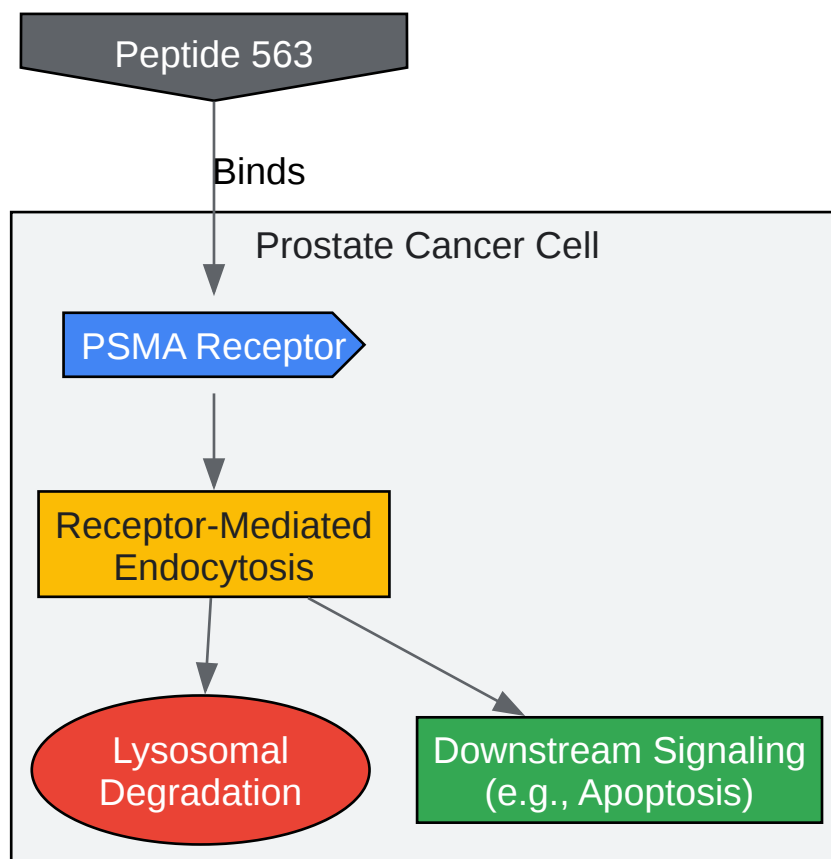 Peptide 563
Binds
Prostate Cancer Cell
PSMA Receptor
Receptor-Mediated
Endocytosis
Lysosomal
Degradation
Downstream Signaling
(e.g., Apoptosis)